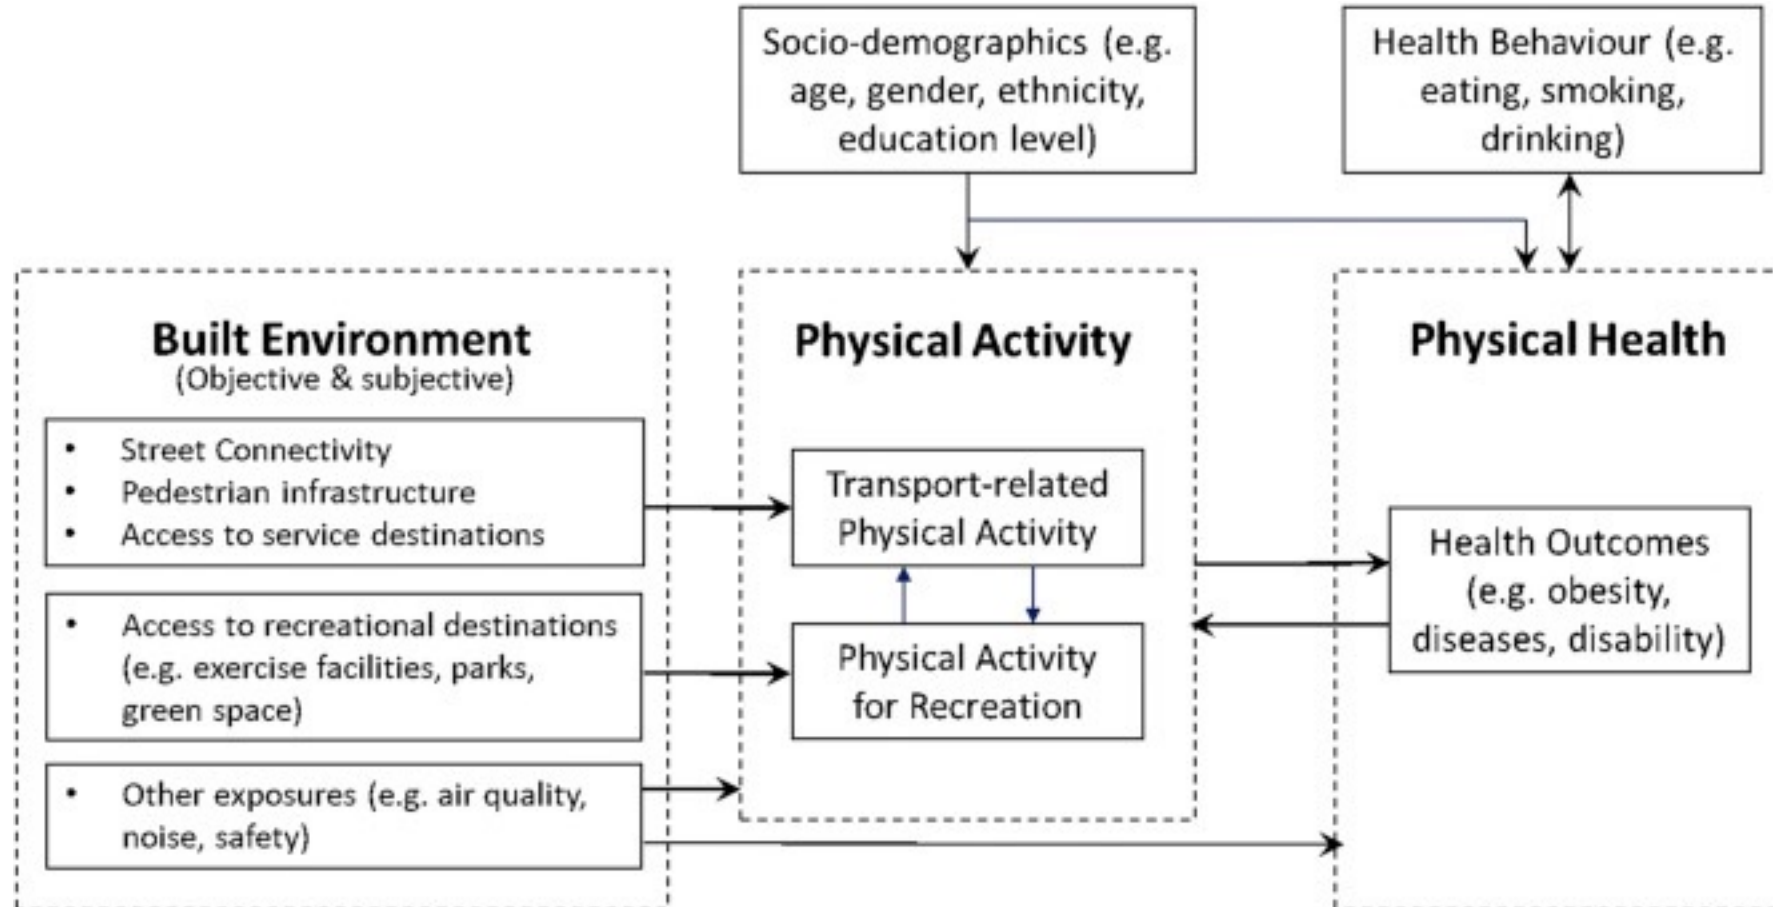 Socio-demographics (e.g.
age, gender, ethnicity,
education level)
Health Behaviour (e.g.
eating, smoking,
drinking)
Built Environment
(Objective & subjective)
• Street Connectivity
• Pedestrian infrastructure
• Access to service destinations
• Access to recreational destinations
(e.g. exercise facilities, parks,
green space)
• Other exposures (e.g. air quality,
noise, safety)
Physical Activity
Transport-related
Physical Activity
Physical Activity
for Recreation
Physical Health
Health Outcomes
(e.g. obesity,
diseases, disability)